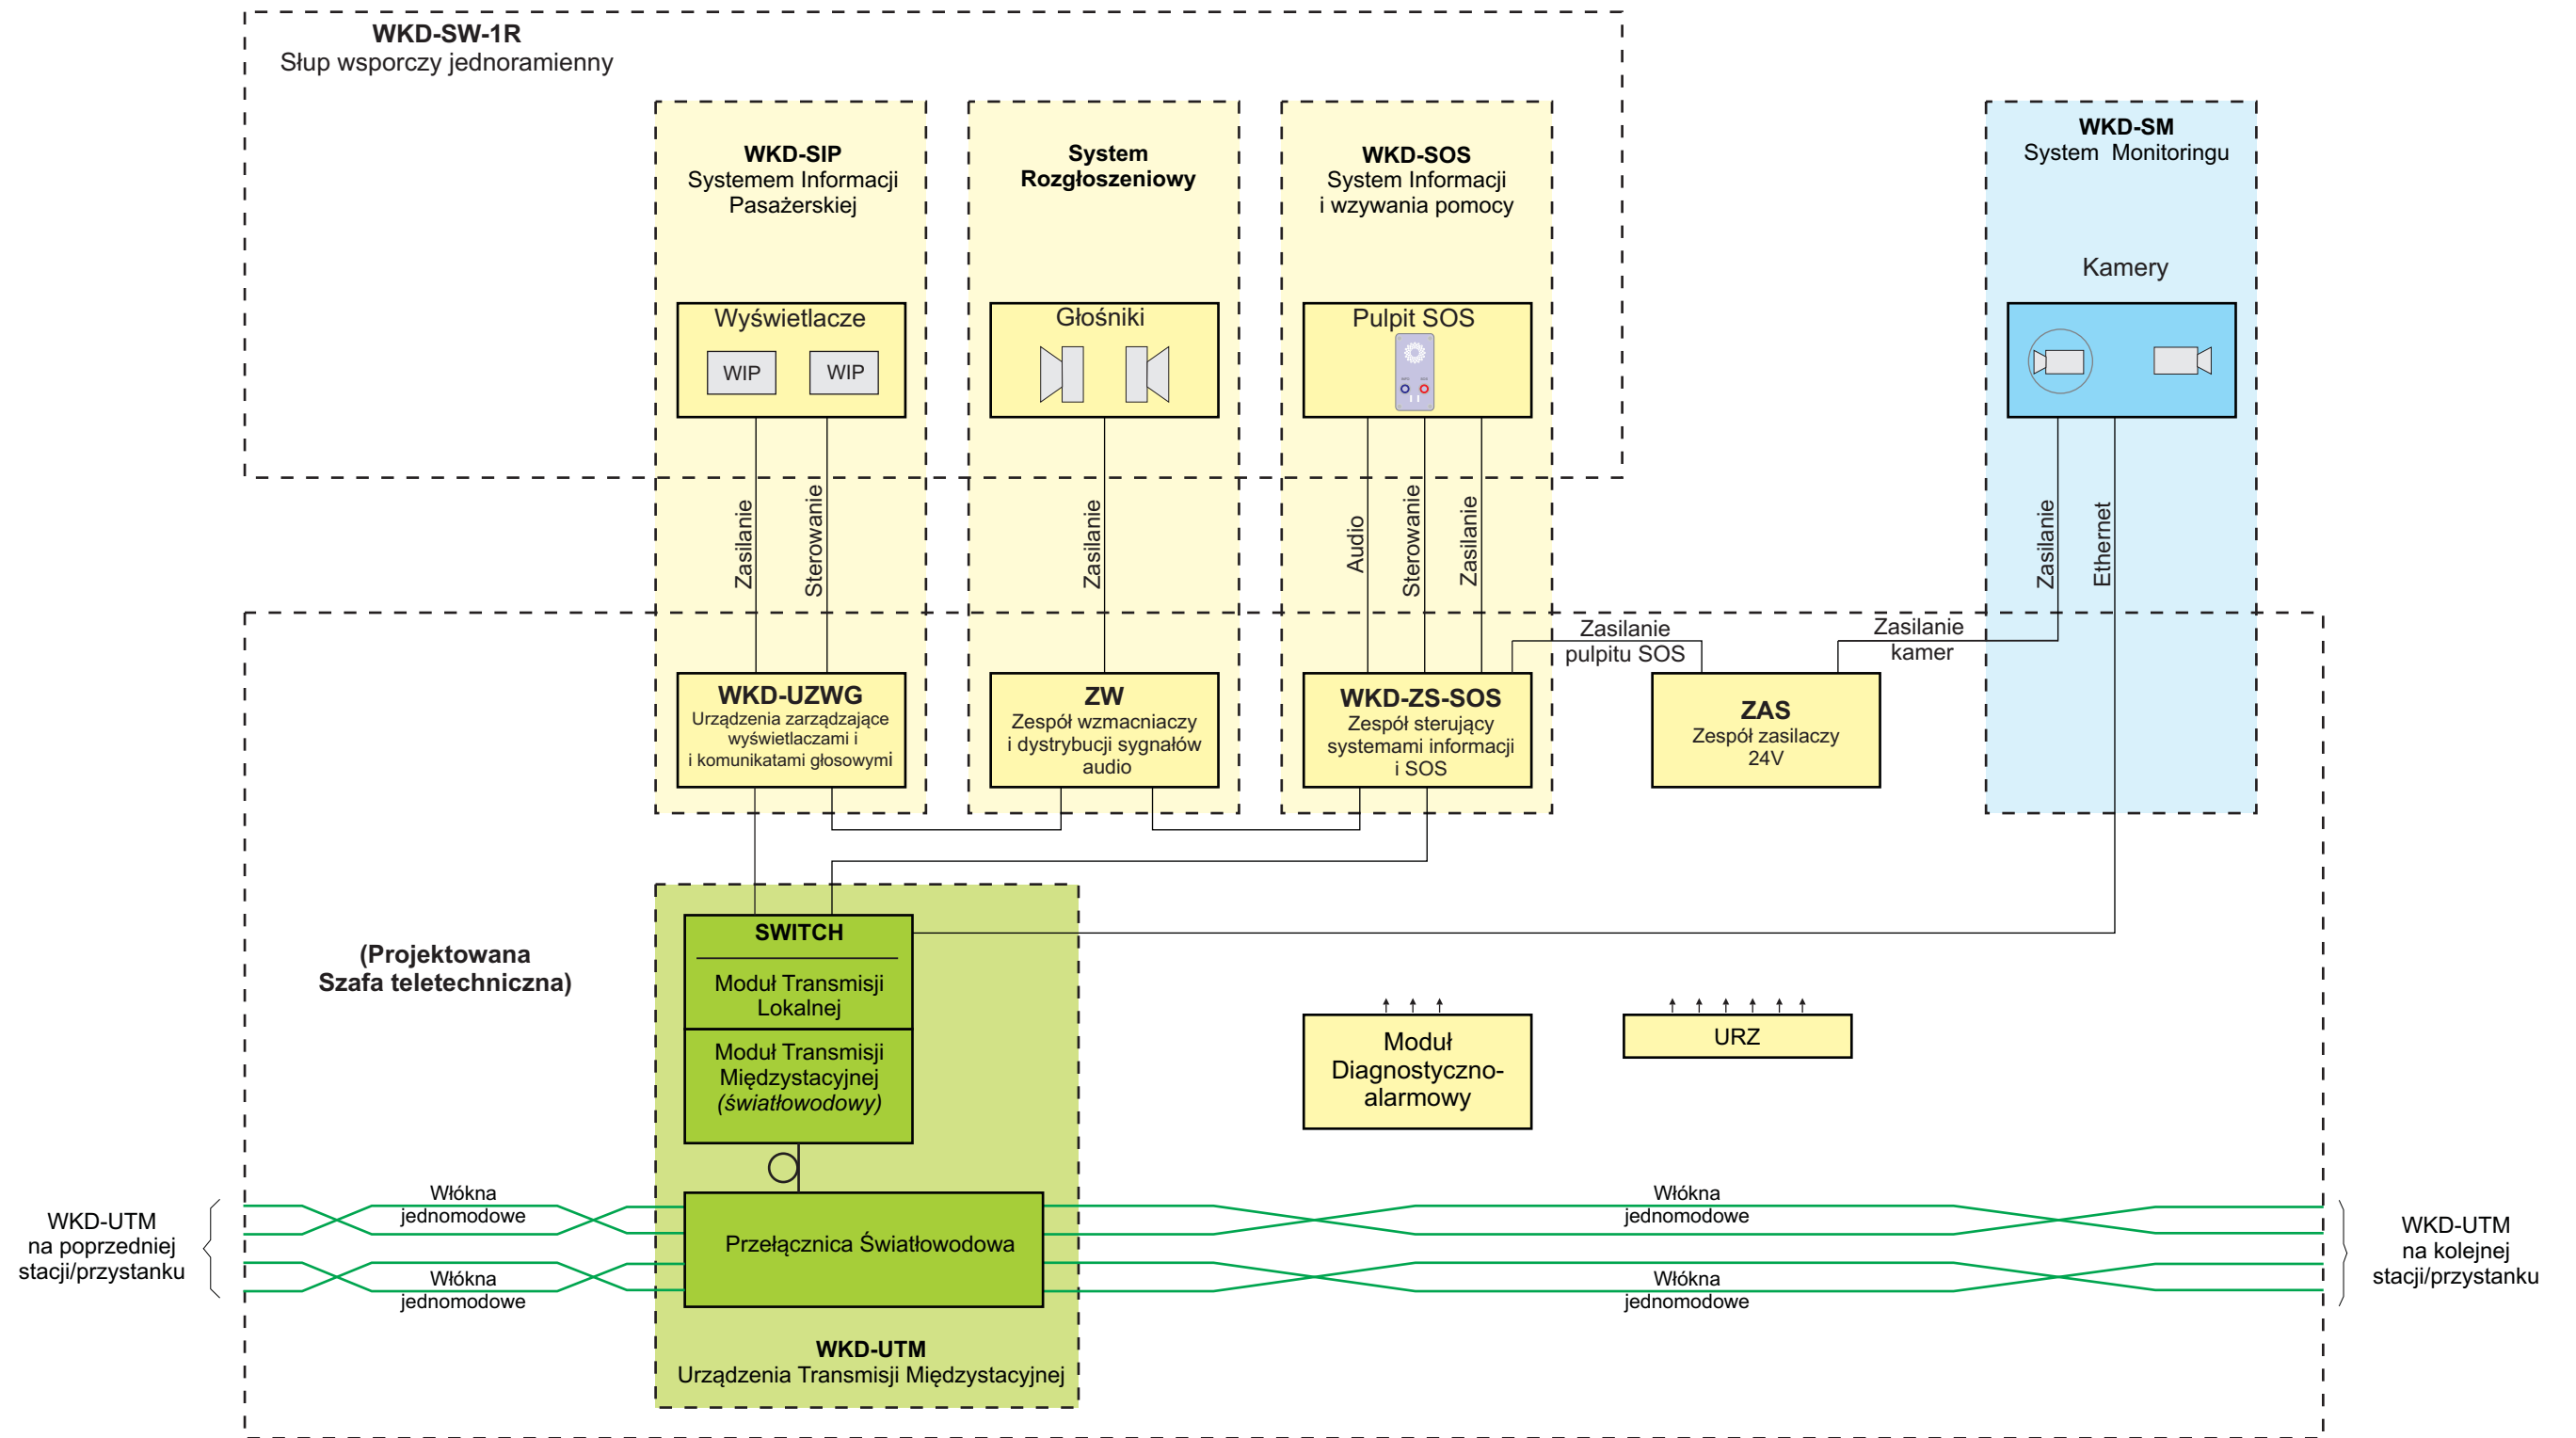 WKD-SW-1R
Słup wsporczy jednoramienny
WKD-SIP
Systemem Informacji
Pasażerskiej
System
Rozgłoszeniowy
WKD-SOS
System Informacji
i wzywania pomocy
WKD-SM
System Monitoringu
Kamery
Wyświetlacze
WIP
WIP
Głośniki
Pulpit SOS
Zasilanie
Sterowanie
Zasilanie
Audio
Sterowanie
Zasilanie
Zasilanie
Ethernet
Zasilanie
pulpitu SOS
Zasilanie
kamer
WKD-UZWG
Urządzenia zarządzające
wyświetlaczami i
i komunikatami głosowymi
ZW
Zespół wzmacniaczy
i dystrybucji sygnałów
audio
WKD-ZS-SOS
Zespół sterujący
systemami informacji
i SOS
ZAS
Zespół zasilaczy
24V
(Projektowana
Szafa teletechniczna)
SWITCH
Moduł Transmisji
Lokalnej
Moduł Transmisji
Międzystacyjnej
(światłowodowy)
Moduł
Diagnostyczno-
alarmowy
URZ
WKD-UTM
na poprzedniej
stacji/przystanku
Włókna
jednomodowe
Włókna
jednomodowe
Przełącznica Światłowodowa
Włókna
jednomodowe
Włókna
jednomodowe
WKD-UTM
na kolejnej
stacji/przystanku
WKD-UTM
Urządzenia Transmisji Międzystacyjnej